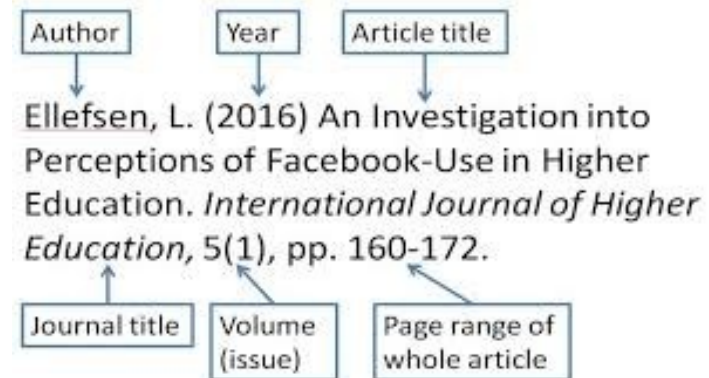 Author Year Article title
Ellefsen, L. (2016) An Investigation into
Perceptions of Facebook-Use in Higher
Education. International Journal of Higher
Education, 5(1), pp. 160-172.
Journal title Volume Page range of
(issue) whole article